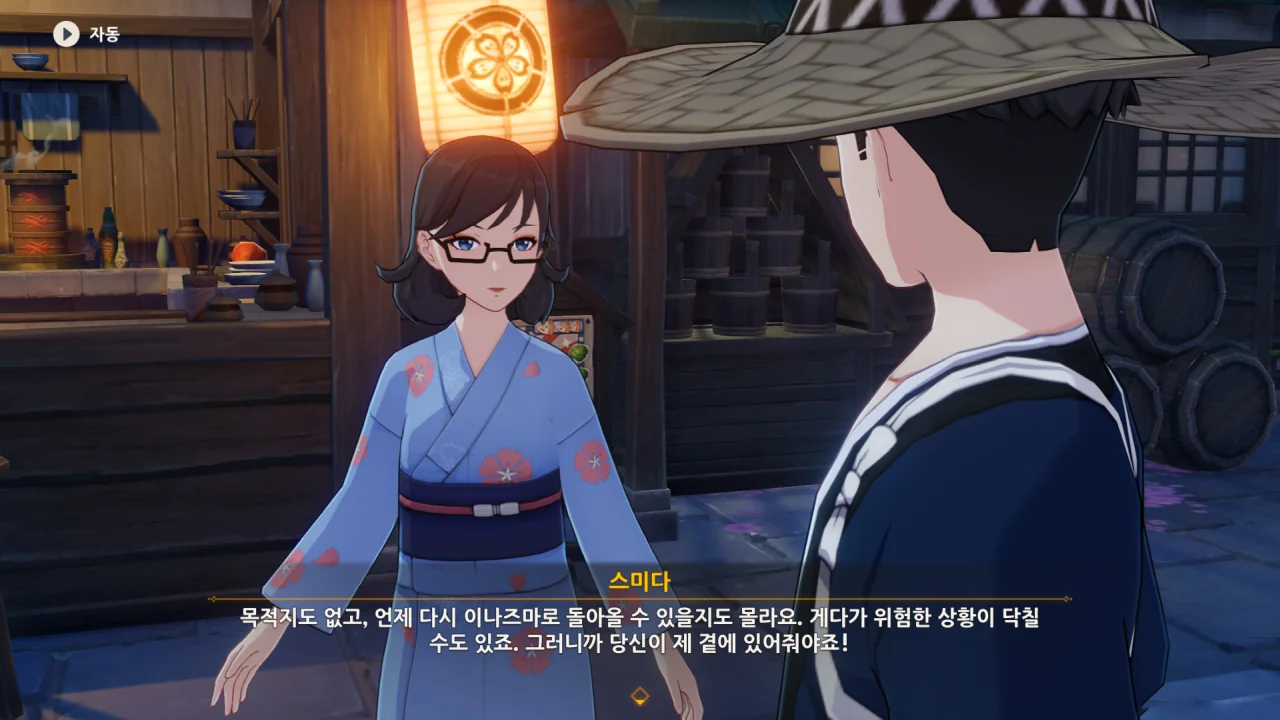 자동
스미다
목적지도 없고, 언제 다시 이나즈마로 돌아올 수 있을지도 몰라요. 게다가 위험한 상황이 닥칠
수도 있죠. 그러니까 당신이 제 곁에 있어줘야죠!